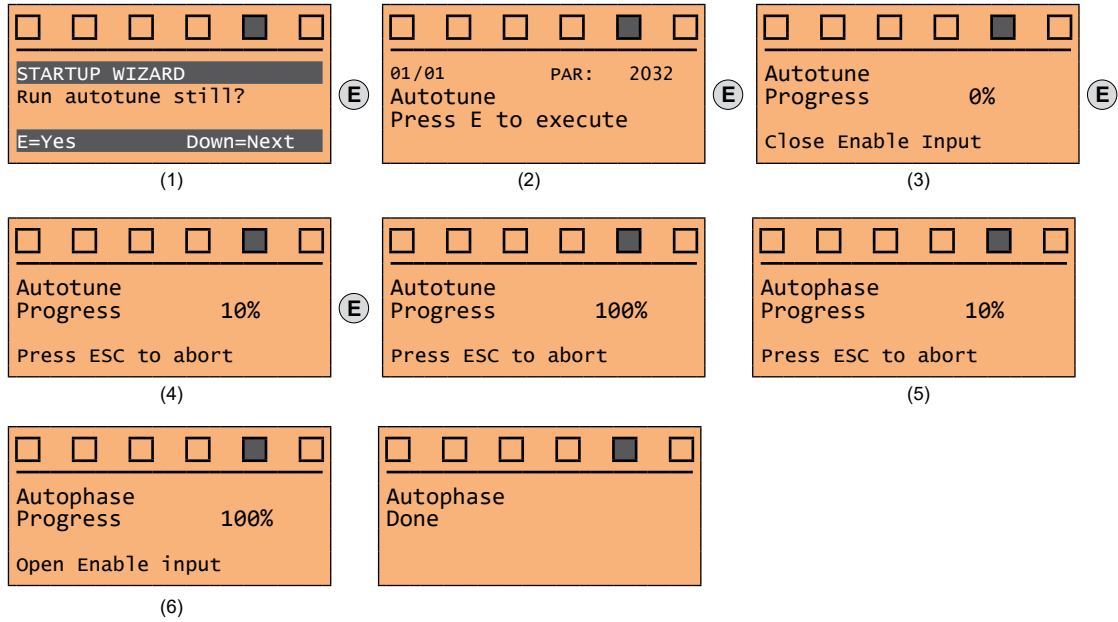 STARTUP WIZARD
Run autotune still?
E=Yes Down=Next
(1)
E
01/01 PAR: 2032
Autotune
Press E to execute
(2)
E
Autotune
Progress 0%
Close Enable Input
(3)
E
Autotune
Progress 10%
Press ESC to abort
(4)
E
Autotune
Progress 100%
Press ESC to abort
Autophase
Progress 10%
Press ESC to abort
(5)
Autophase
Progress 100%
Open Enable input
(6)
Autophase
Done